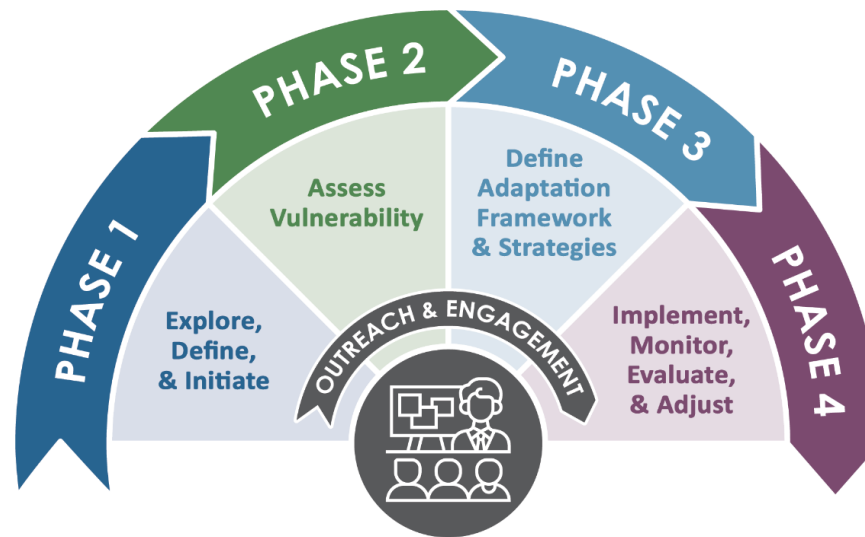 PHASE 1
Explore,
Define,
& Initiate
PHASE 2
Assess
Vulnerability
PHASE 3
Define
Adaptation
Framework
& Strategies
PHASE 4
Implement,
Monitor,
Evaluate,
& Adjust
OUTREACH & ENGAGEMENT